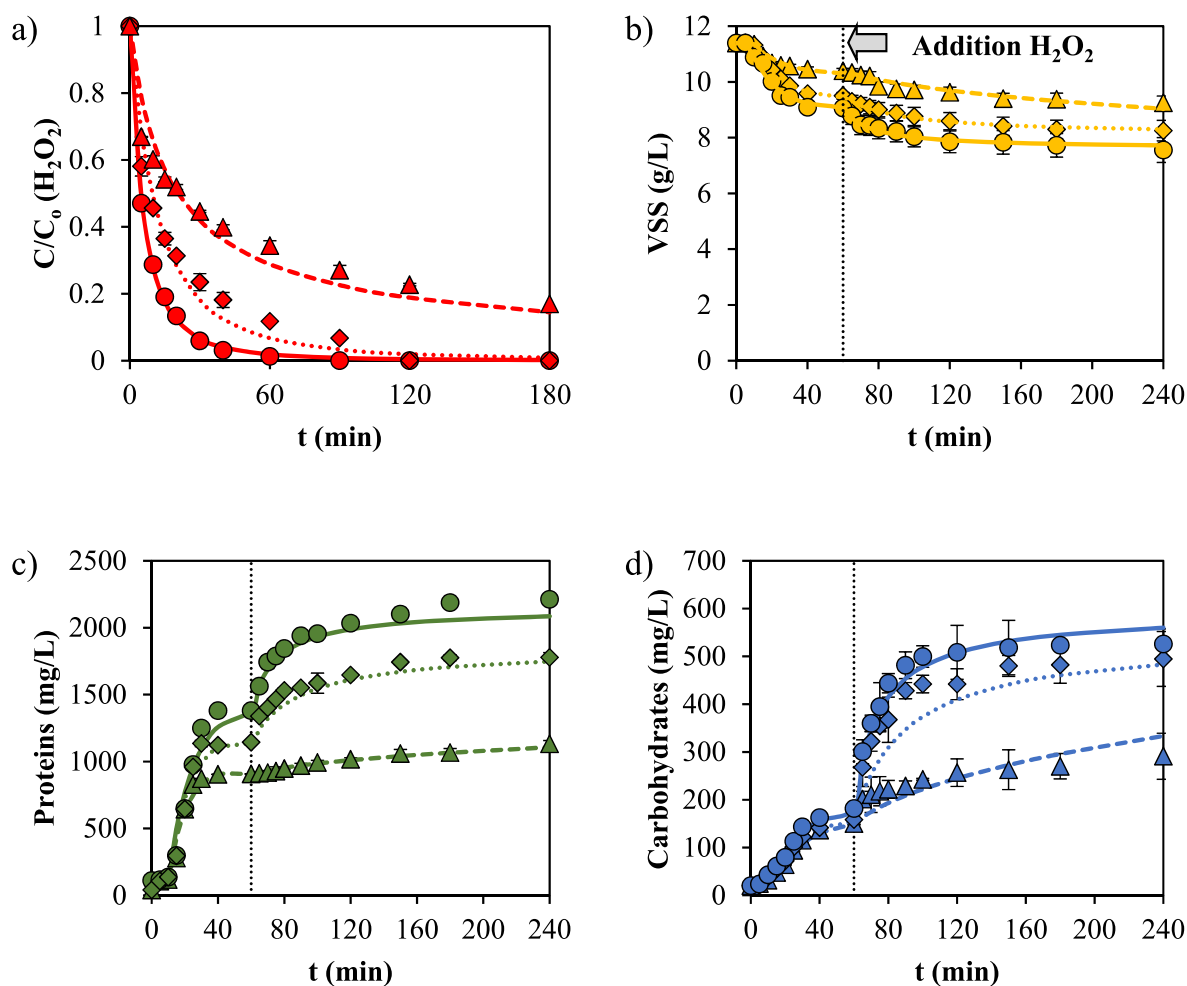 a)
C/C₀ (H₂O₂)
1
0.8
0.6
0.4
0.2
0
0 60 120 180
t (min)
b)
Addition H₂O₂
VSS (g/L)
12
10
8
6
4
2
0
0 40 80 120 160 200 240
t (min)
c)
Proteins (mg/L)
2500
2000
1500
1000
500
0
0 40 80 120 160 200 240
t (min)
d)
Carbohydrates (mg/L)
700
600
500
400
300
200
100
0
0 40 80 120 160 200 240
t (min)